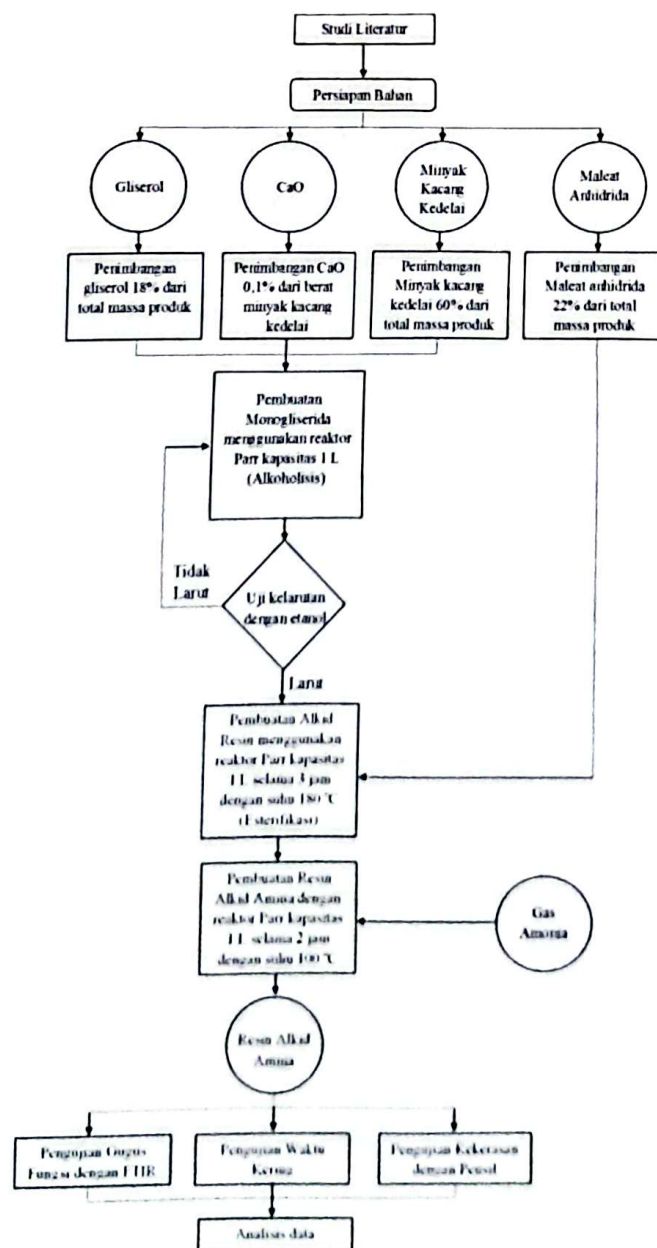 Studi Literatur
Persiapan Bahan
Gliserol
CaO
Minyak
Kacang
Kedelai
Maleat
Anhidrida
Penimbangan
gliserol 18% dari
total massa produk
Penimbangan CaO
0,1% dari berat
minyak kacang
kedelai
Penimbangan
Minyak kacang
kedelai 60% dari
total massa produk
Penimbangan
Maleat anhidrida
22% dari total
massa produk
Pembuatan
Monogliserida
menggunakan reaktor
Parr kapasitas 1 L
(Alkoholisis)
Tidak
Larut
Uji kelarutan
dengan etanol
Larut
Pembuatan Alkid
Resin menggunakan
reaktor Parr kapasitas
1 L selama 3 jam
dengan suhu 180 °C
(Esterifikasi)
Pembuatan Resin
Alkid Amina dengan
reaktor Parr kapasitas
1 L selama 2 jam
dengan suhu 100 °C
Gas
Amonia
Resin Alkid
Amina
Pengujian Gugus
Fungsi dengan FTIR
Pengujian Waktu
Kering
Pengujian Kekerasan
dengan Pensil
Analisis data